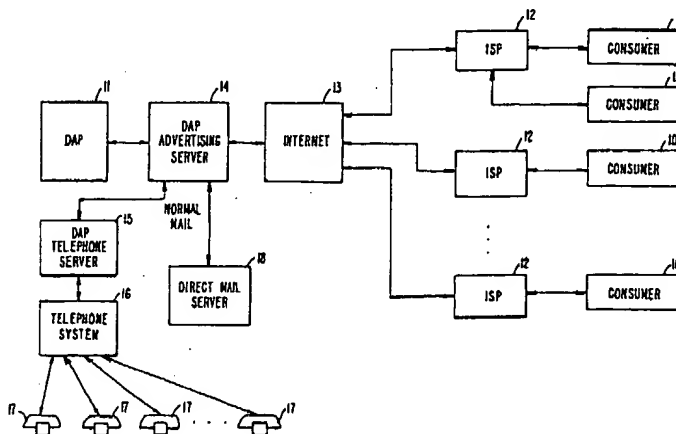 11
DAP
14
DAP
ADVERTISING
SERVER
13
INTERNET
12
ISP
CONSUMER
CONSUMER
12
ISP
10
CONSUMER
12
ISP
CONSUMER
NORMAL
MAIL
15
DAP
TELEPHONE
SERVER
18
DIRECT MAIL
SERVER
16
TELEPHONE
SYSTEM
17
17
17
17